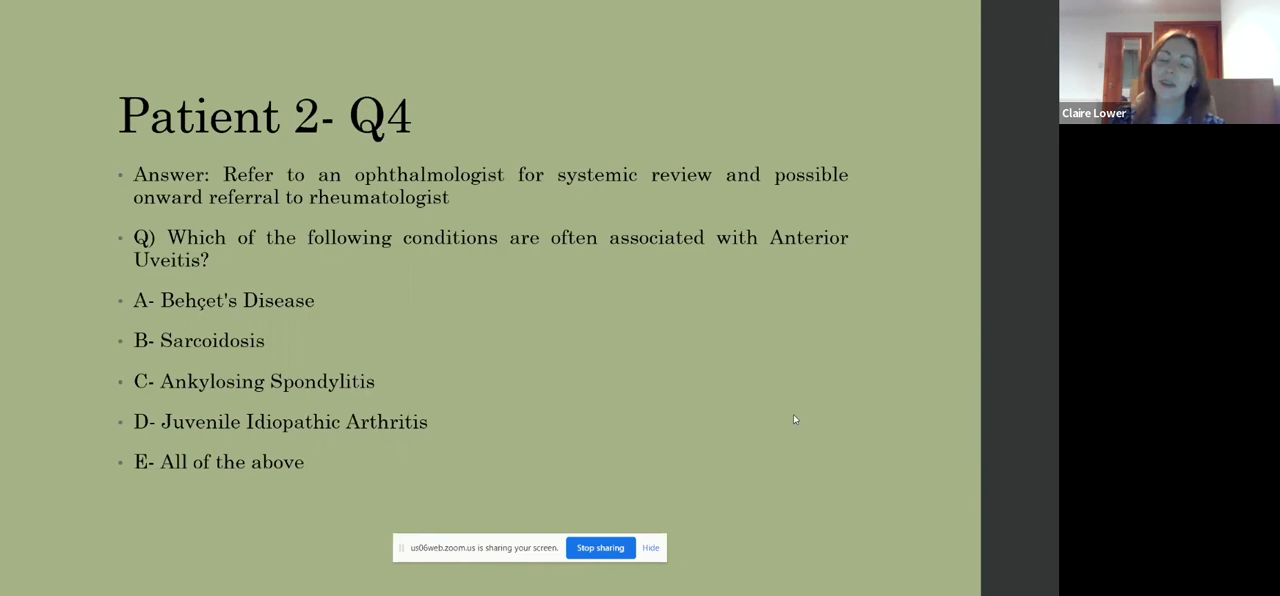 Patient 2- Q4
• Answer: Refer to an ophthalmologist for systemic review and possible
onward referral to rheumatologist
• Q) Which of the following conditions are often associated with Anterior
Uveitis?
• A- Behçet's Disease
• B- Sarcoidosis
• C- Ankylosing Spondylitis
• D- Juvenile Idiopathic Arthritis
• E- All of the above
us06web.zoom.us is sharing your screen. Stop sharing Hide
Claire Lower